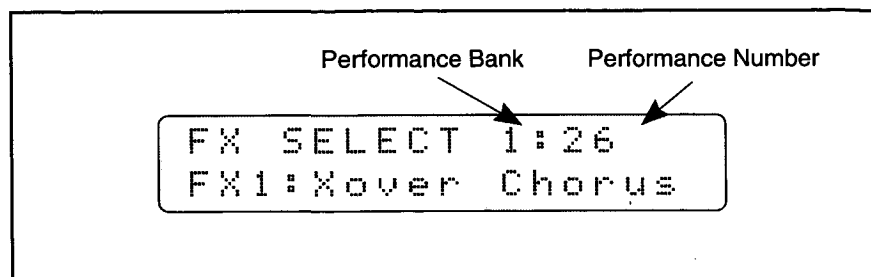 Performance Bank Performance Number
FX SELECT 1:26
FX1:Xover Chorus